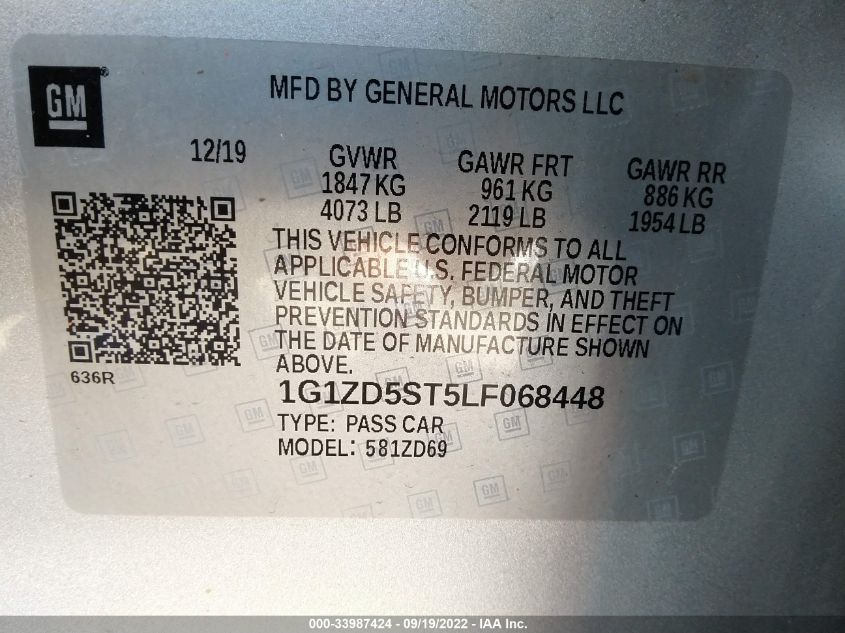 GM
MFD BY GENERAL MOTORS LLC
12/19 GVWR GAWR FRT GAWR RR
1847 KG 961 KG 886 KG
4073 LB 2119 LB 1954 LB
THIS VEHICLE CONFORMS TO ALL
APPLICABLE U.S. FEDERAL MOTOR
VEHICLE SAFETY, BUMPER, AND THEFT
PREVENTION STANDARDS IN EFFECT ON
THE DATE OF MANUFACTURE SHOWN
ABOVE.
636R
1G1ZD5ST5LF068448
TYPE: PASS CAR
MODEL: 581ZD69
000-33987424 - 09/19/2022 - IAA Inc.